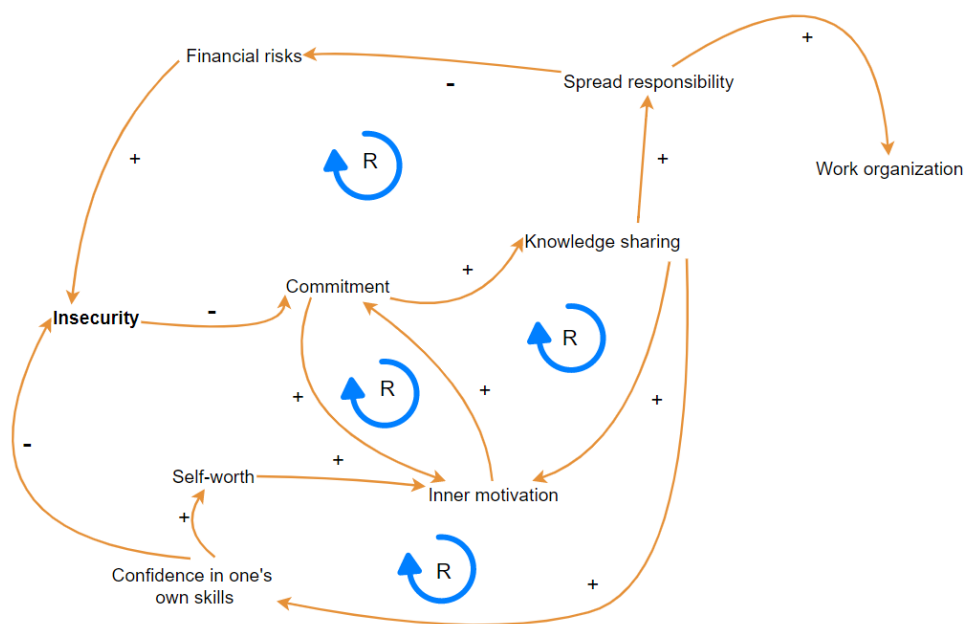 +
Financial risks
-
Spread responsibility
+
R
+
Work organization
Knowledge sharing
+
Commitment
-
Insecurity
R
R
+
+
+
-
+
Self-worth
Inner motivation
+
R
Confidence in one's
own skills
+